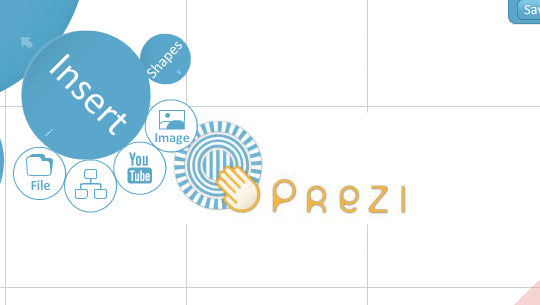 Sav
Shapes
Insert
Image
You
Tube
File
PREZI